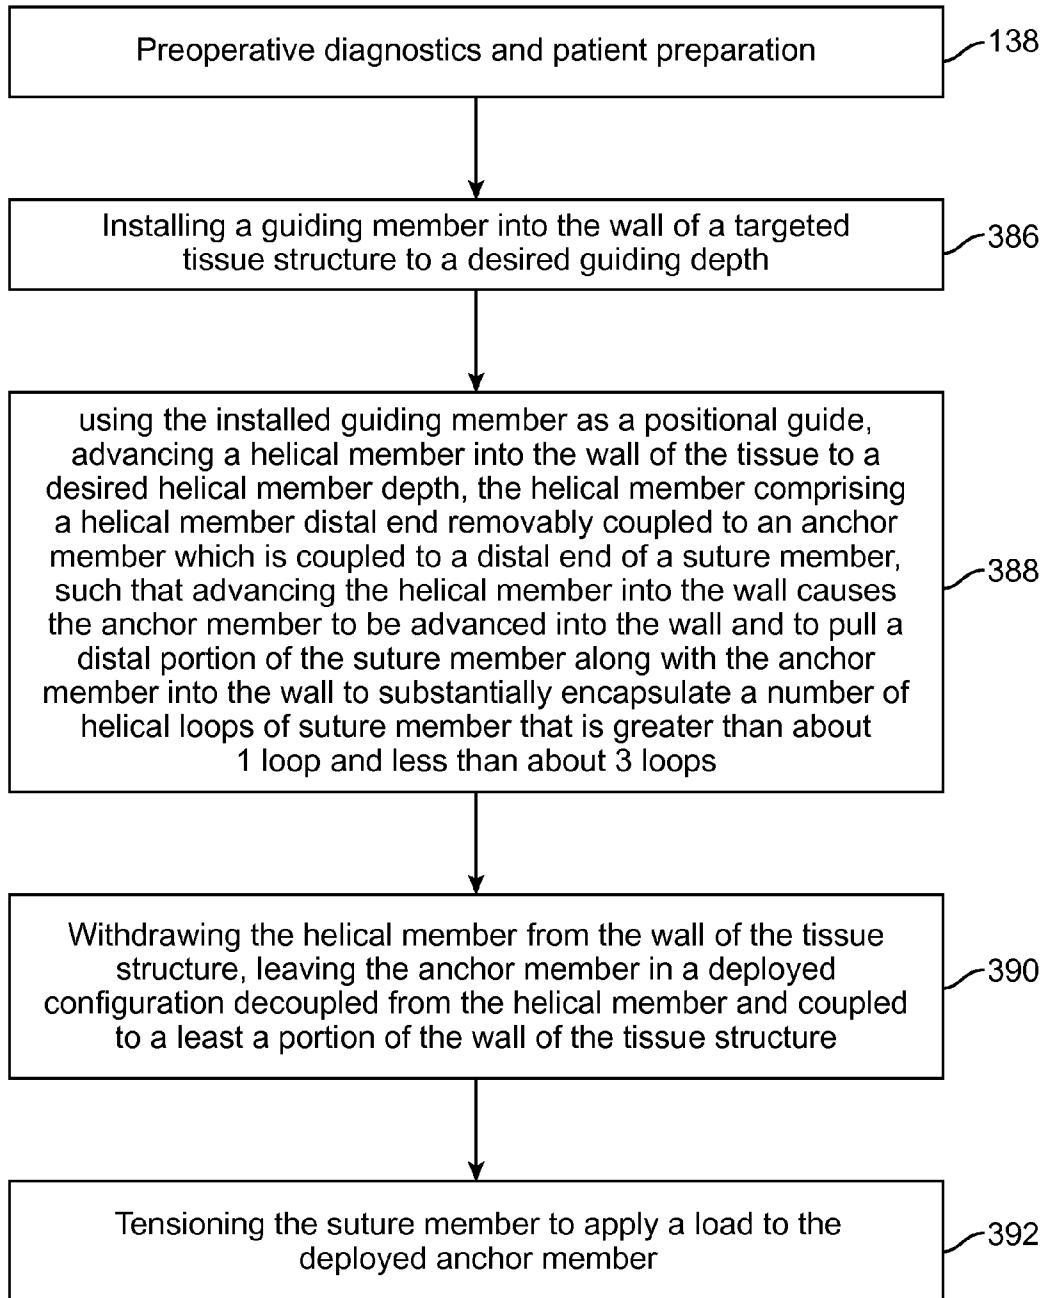 Preoperative diagnostics and patient preparation
138
Installing a guiding member into the wall of a targeted
tissue structure to a desired guiding depth
386
using the installed guiding member as a positional guide,
advancing a helical member into the wall of the tissue to a
desired helical member depth, the helical member comprising
a helical member distal end removably coupled to an anchor
member which is coupled to a distal end of a suture member,
such that advancing the helical member into the wall causes
the anchor member to be advanced into the wall and to pull a
distal portion of the suture member along with the anchor
member into the wall to substantially encapsulate a number of
helical loops of suture member that is greater than about
1 loop and less than about 3 loops
388
Withdrawing the helical member from the wall of the tissue
structure, leaving the anchor member in a deployed
configuration decoupled from the helical member and coupled
to a least a portion of the wall of the tissue structure
390
Tensioning the suture member to apply a load to the
deployed anchor member
392